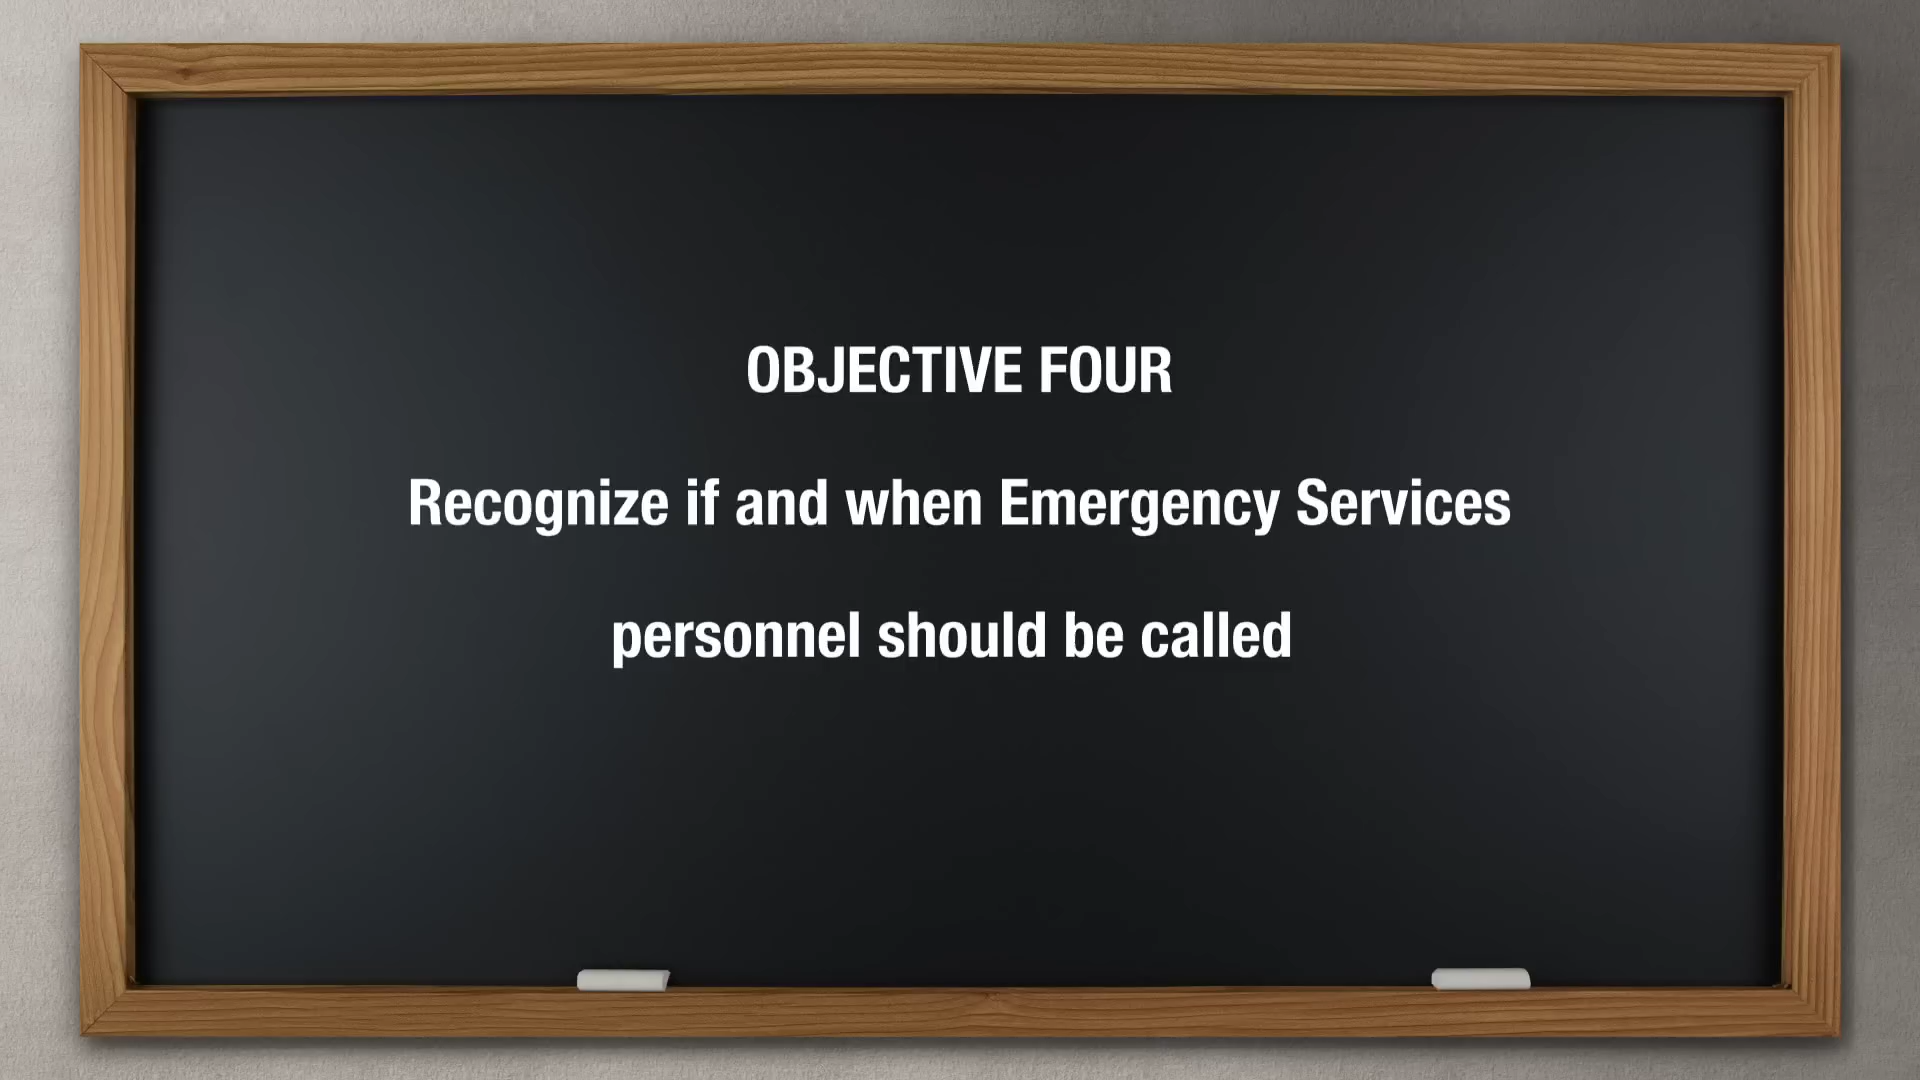 OBJECTIVE FOUR
Recognize if and when Emergency Services
personnel should be called